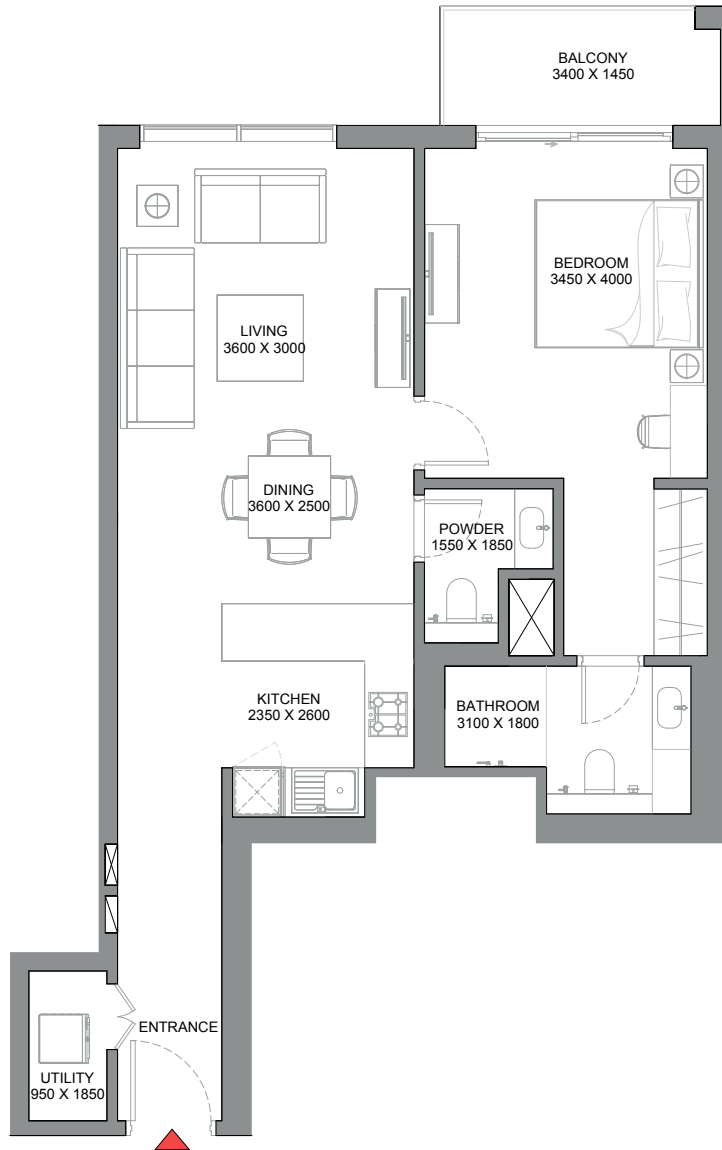 BALCONY
3400 X 1450
BEDROOM
3450 X 4000
LIVING
3600 X 3000
DINING
3600 X 2500
POWDER
1550 X 1850
KITCHEN
2350 X 2600
BATHROOM
3100 X 1800
ENTRANCE
UTILITY
950 X 1850